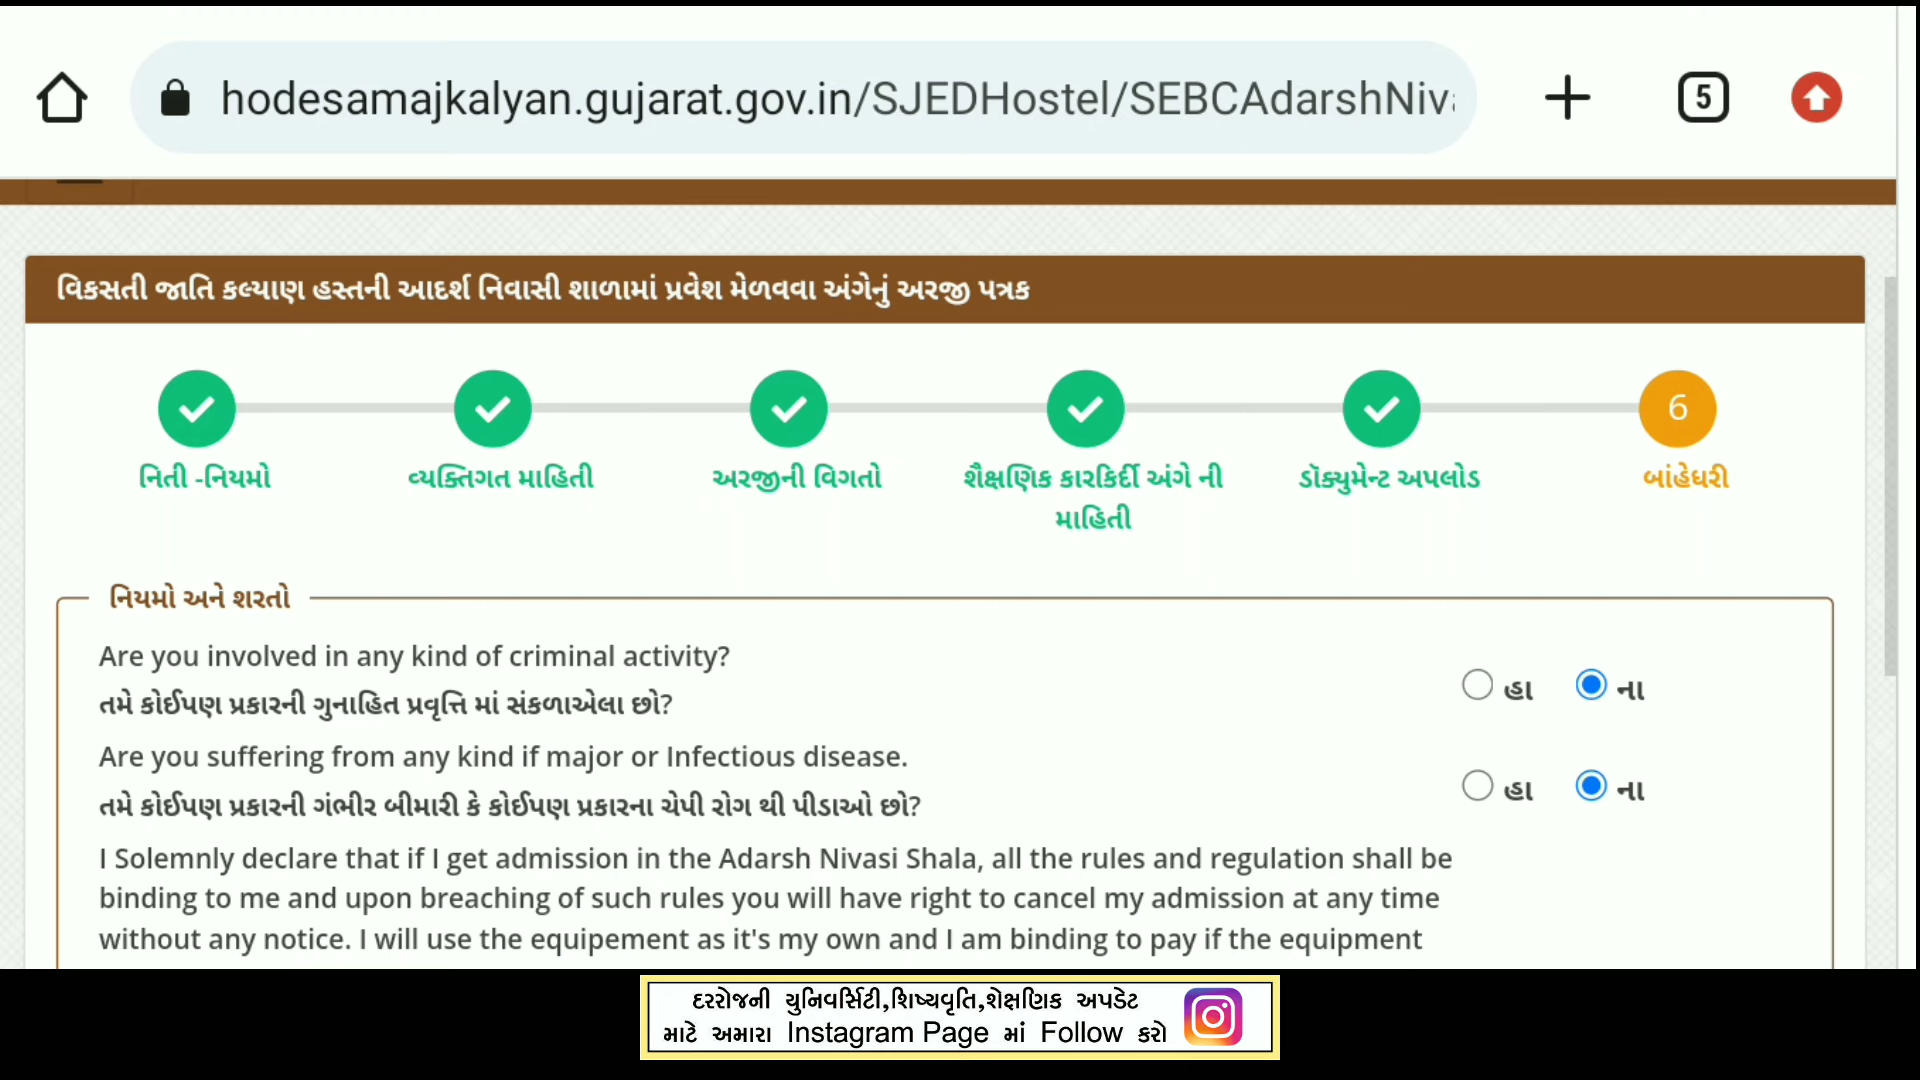 hodesamajkalyan.gujarat.gov.in/SJEDHostel/SEBCAdarshNiva
5
વિકસતી જાતિ કલ્યાણ હસ્તની આદર્શ નિવાસી શાળામાં પ્રવેશ મેળવવા અંગેનું અરજી પત્રક
6
નિતી -નિયમો
વ્યક્તિગત માહિતી
અરજીની વિગતો
શૈક્ષણિક કારકિર્દી અંગે ની
માહિતી
ડૉક્યુમેન્ટ અપલોડ
બાંહેધરી
નિયમો અને શરતો
Are you involved in any kind of criminal activity?
તમે કોઈપણ પ્રકારની ગુનાહિત પ્રવૃત્તિ માં સંકળાએલા છો?
હા ના
Are you suffering from any kind if major or Infectious disease.
તમે કોઈપણ પ્રકારની ગંભીર બીમારી કે કોઈપણ પ્રકારના ચેપી રોગ થી પીડાઓ છો?
હા ના
I Solemnly declare that if I get admission in the Adarsh Nivasi Shala, all the rules and regulation shall be
binding to me and upon breaching of such rules you will have right to cancel my admission at any time
without any notice. I will use the equipement as it's my own and I am binding to pay if the equipment
દરરોજની યુનિવર્સિટી,શિષ્યવૃતિ,શેક્ષણિક અપડેટ
માટે અમારા Instagram Page માં Follow કરો